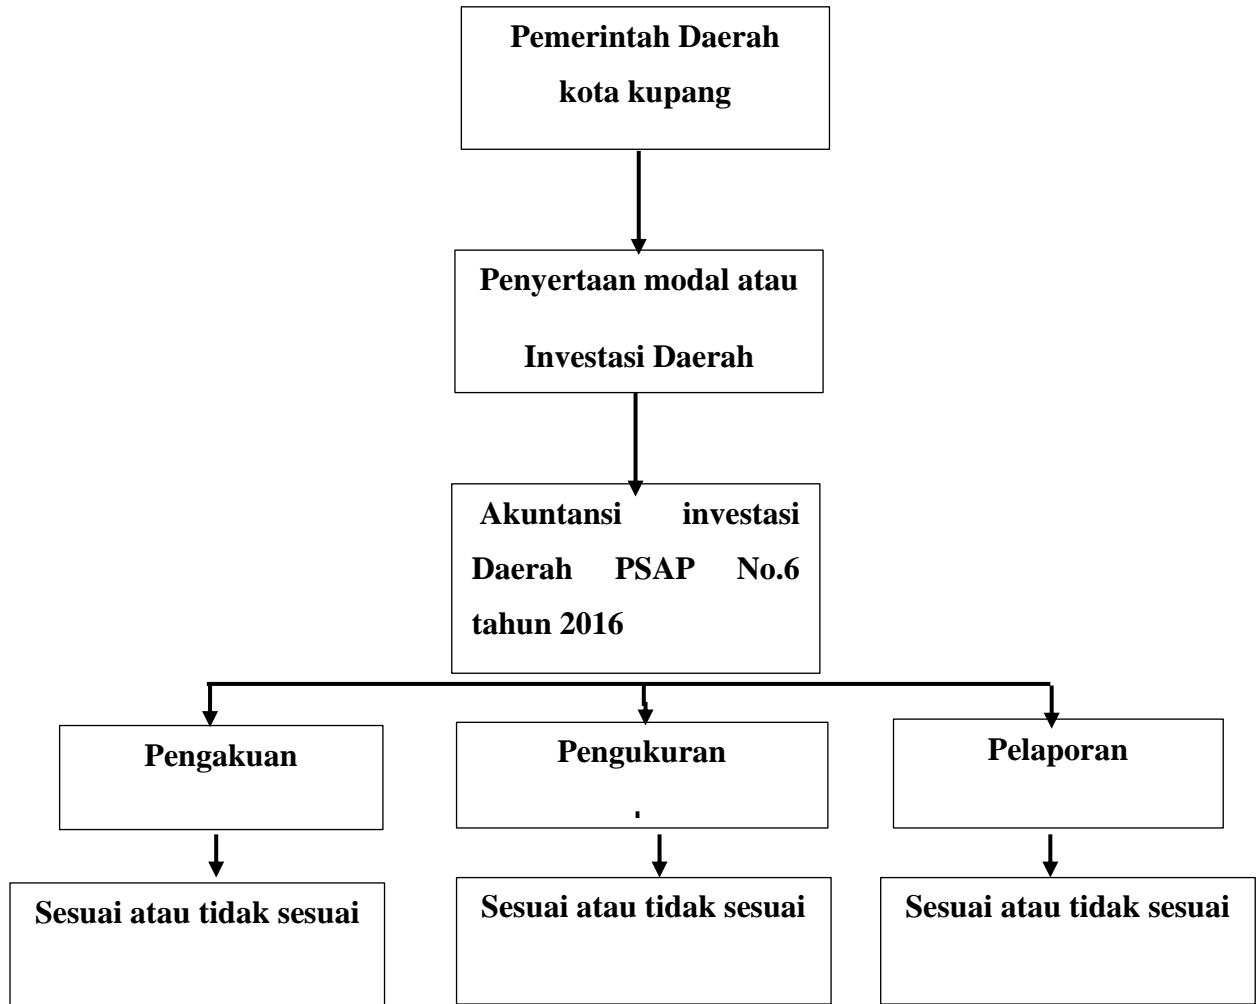 Pemerintah Daerah
kota kupang
Penyertaan modal atau
Investasi Daerah
Akuntansi investasi
Daerah PSAP No.6
tahun 2016
Pengakuan
Pengukuran
Pelaporan
Sesuai atau tidak sesuai
Sesuai atau tidak sesuai
Sesuai atau tidak sesuai